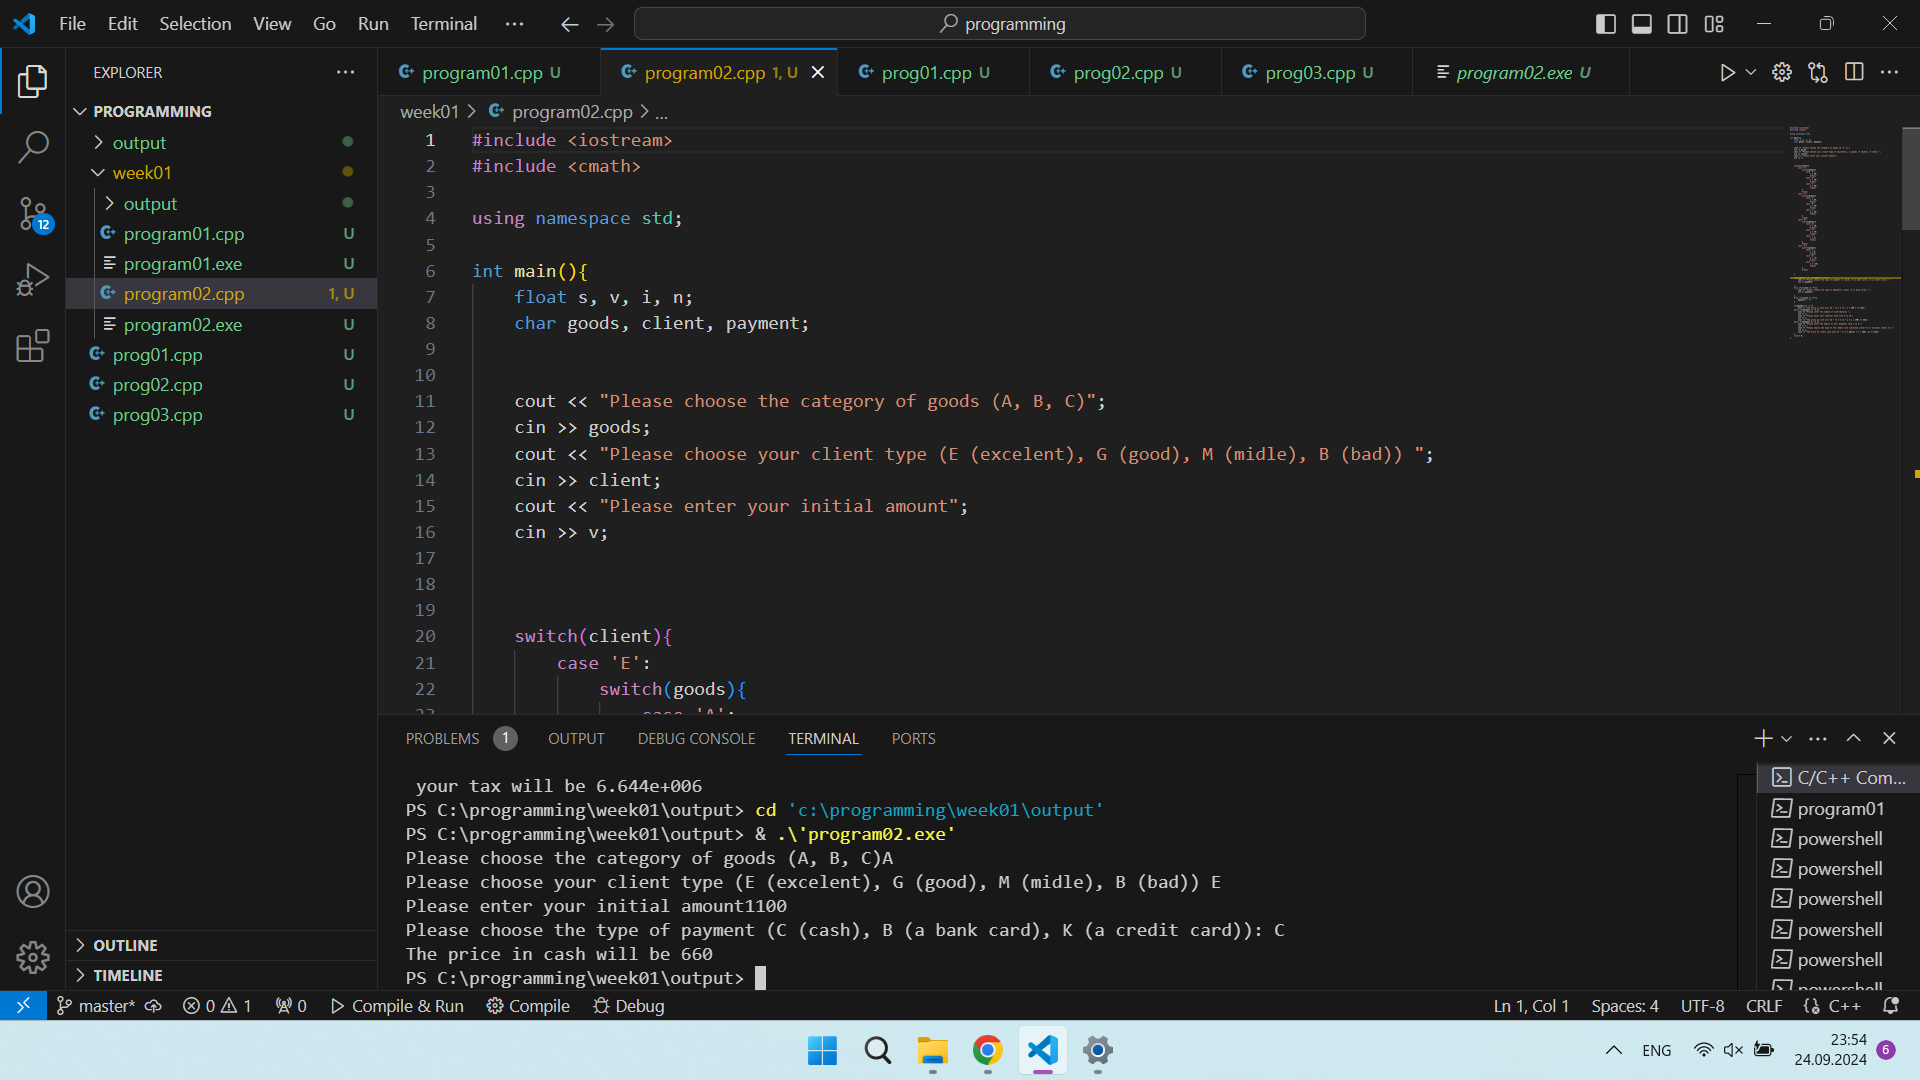 File Edit Selection View Go Run Terminal ··· programming
EXPLORER
PROGRAMMING
output
week01
output
program01.cpp U
program01.exe U
program02.cpp 1, U
program02.exe U
prog01.cpp U
prog02.cpp U
prog03.cpp U
OUTLINE
TIMELINE
12
program01.cpp U program02.cpp 1, U prog01.cpp U prog02.cpp U prog03.cpp U program02.exe U
week01 > program02.cpp > ...
1 #include <iostream>
2 #include <cmath>
3
4 using namespace std;
5
6 int main(){
7 float s, v, i, n;
8 char goods, client, payment;
9
10
11 cout << "Please choose the category of goods (A, B, C)";
12 cin >> goods;
13 cout << "Please choose your client type (E (excelent), G (good), M (midle), B (bad)) ";
14 cin >> client;
15 cout << "Please enter your initial amount";
16 cin >> v;
17
18
19
20 switch(client){
21 case 'E':
22 switch(goods){
23 case 'A':
PROBLEMS 1 OUTPUT DEBUG CONSOLE TERMINAL PORTS
your tax will be 6.644e+006
PS C:\programming\week01\output> cd 'c:\programming\week01\output'
PS C:\programming\week01\output> & .\'program02.exe'
Please choose the category of goods (A, B, C)A
Please choose your client type (E (excelent), G (good), M (midle), B (bad)) E
Please enter your initial amount1100
Please choose the type of payment (C (cash), B (a bank card), K (a credit card)): C
The price in cash will be 660
PS C:\programming\week01\output>
C/C++ Com...
program01
powershell
powershell
powershell
powershell
powershell
powershell
master* 0 1 0 Compile & Run Compile Debug Ln 1, Col 1 Spaces: 4 UTF-8 CRLF C++
ENG 23:54
24.09.2024 6